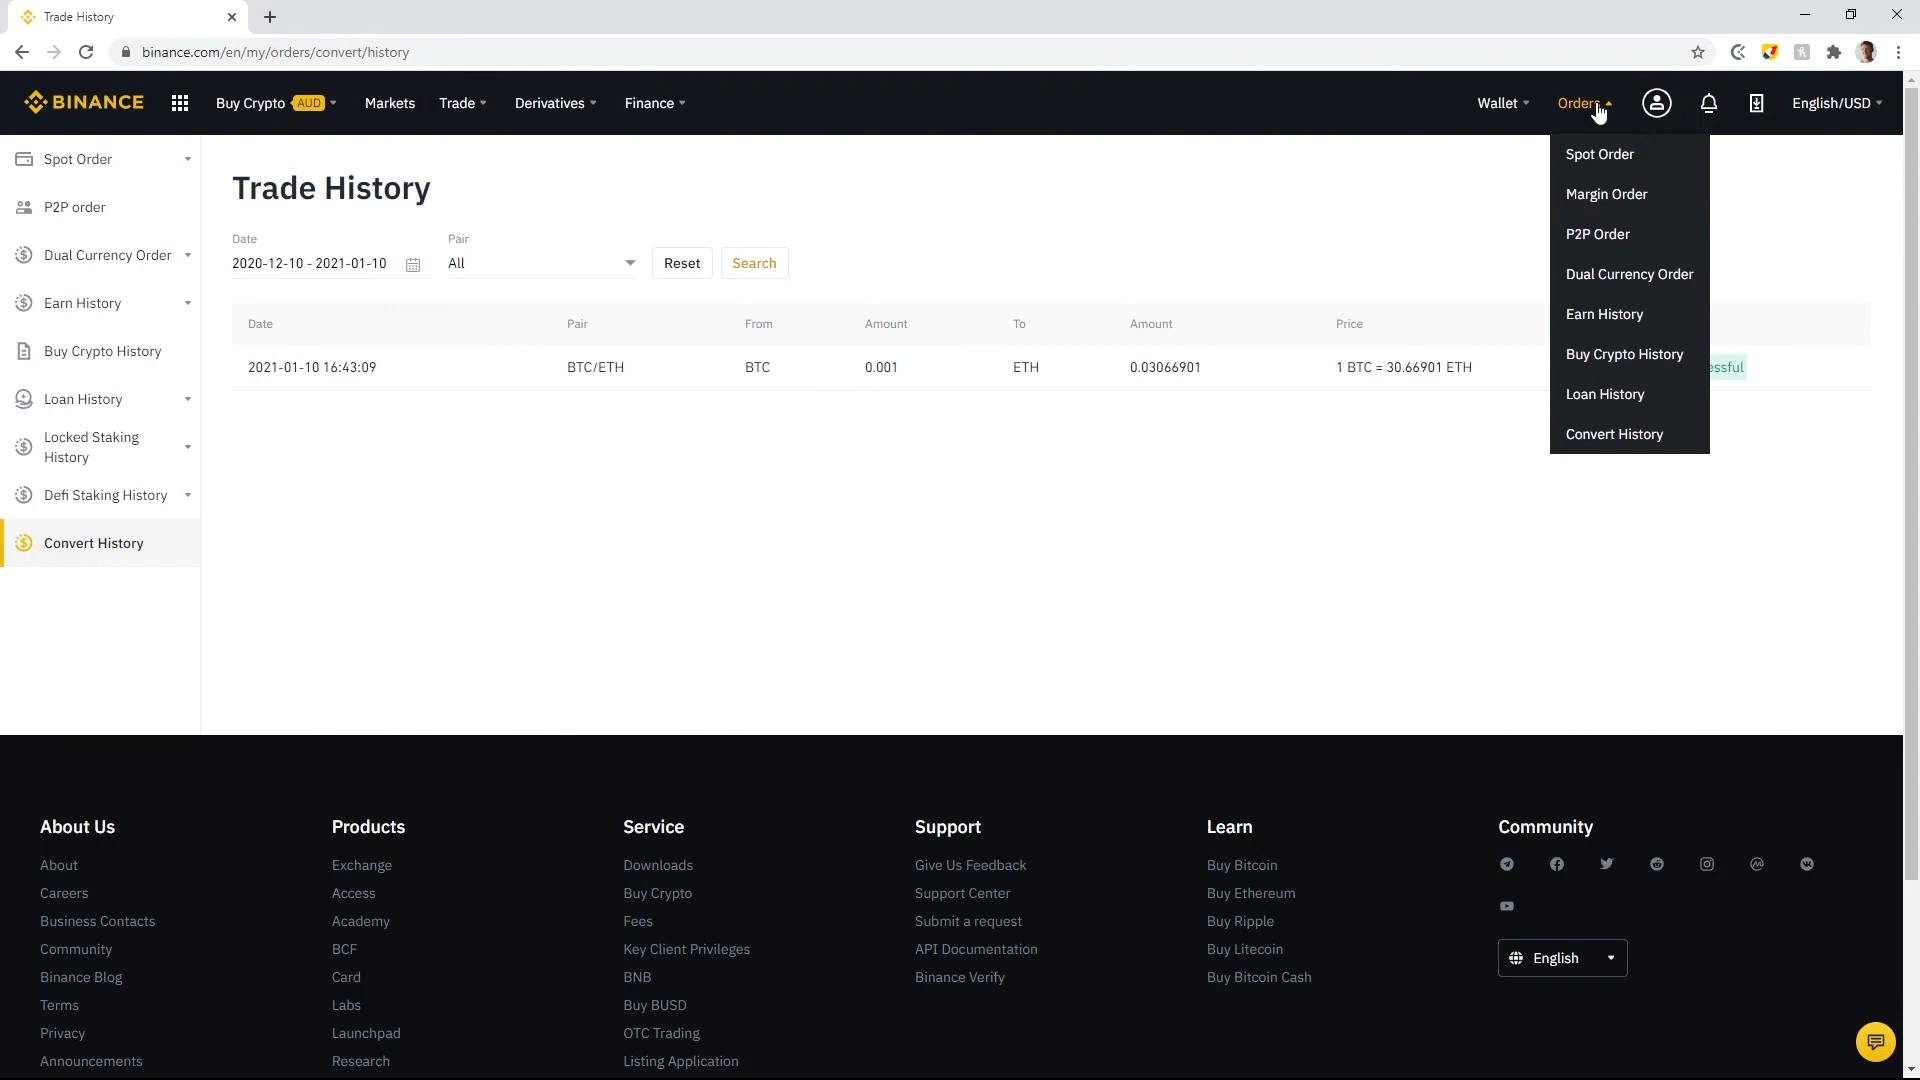 Trade History
binance.com/en/my/orders/convert/history
BINANCE
Buy Crypto AUD
Markets
Trade
Derivatives
Finance
Wallet
Orders
English/USD
Spot Order
P2P order
Dual Currency Order
Earn History
Buy Crypto History
Loan History
Locked Staking
History
Defi Staking History
Convert History
Trade History
Date
2020-12-10 - 2021-01-10
Pair
All
Reset
Search
Date Pair From Amount To Amount Price
2021-01-10 16:43:09 BTC/ETH BTC 0.001 ETH 0.03066901 1 BTC = 30.66901 ETH essful
Spot Order
Margin Order
P2P Order
Dual Currency Order
Earn History
Buy Crypto History
Loan History
Convert History
About Us
About
Careers
Business Contacts
Community
Binance Blog
Terms
Privacy
Announcements
Products
Exchange
Access
Academy
BCF
Card
Labs
Launchpad
Research
Service
Downloads
Buy Crypto
Fees
Key Client Privileges
BNB
Buy BUSD
OTC Trading
Listing Application
Support
Give Us Feedback
Support Center
Submit a request
API Documentation
Binance Verify
Learn
Buy Bitcoin
Buy Ethereum
Buy Ripple
Buy Litecoin
Buy Bitcoin Cash
Community
English